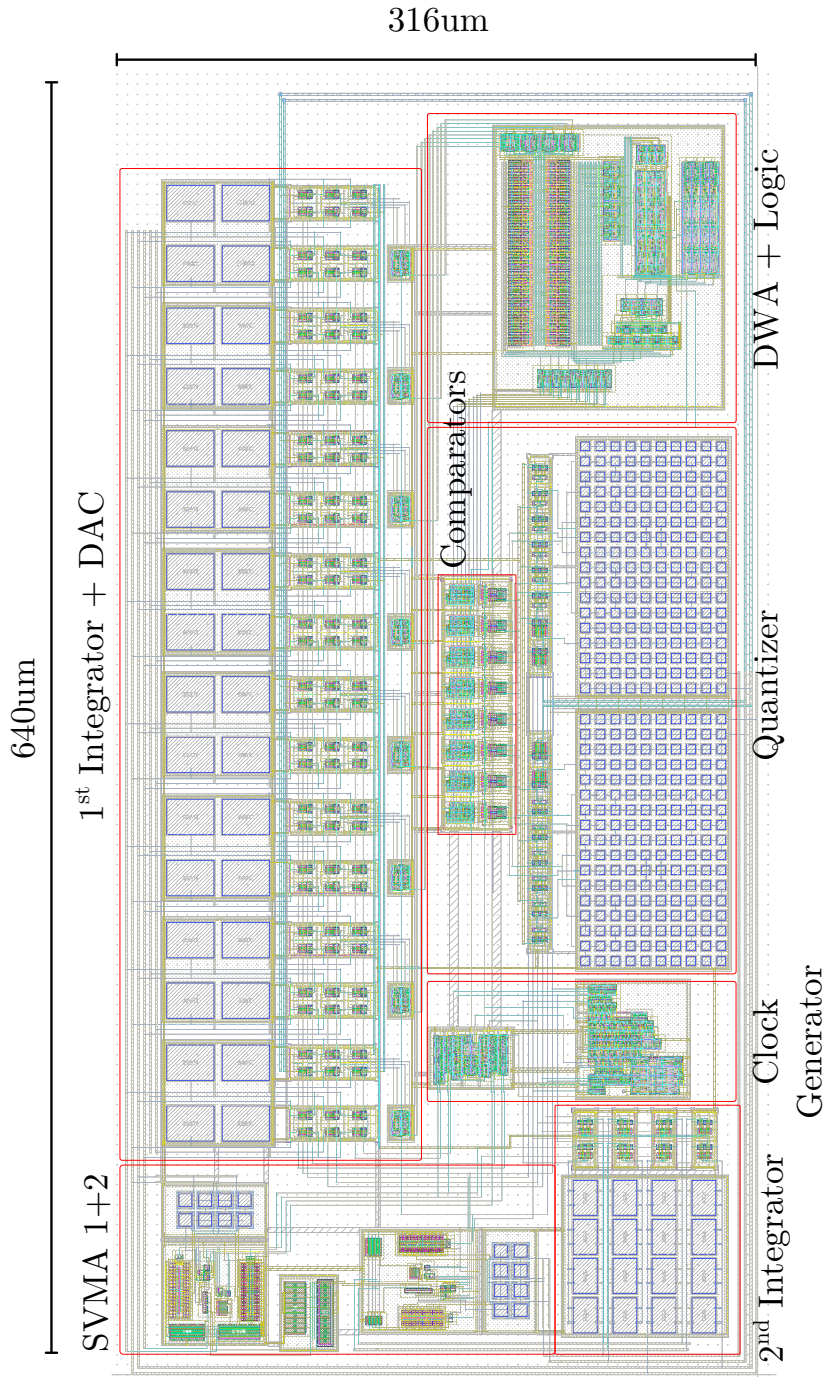 316um
640um
1st Integrator + DAC
DWA + Logic
Comparators
Quantizer
Clock
Generator
SVMA 1+2
2nd Integrator